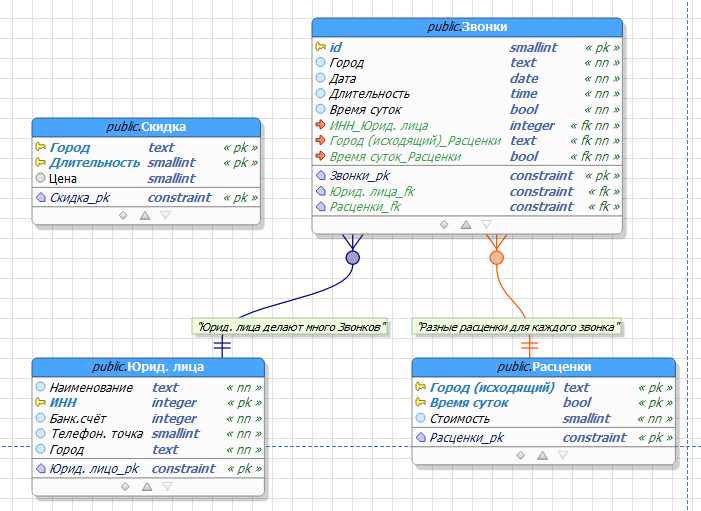 public.Звонки
id smallint « pk »
Город text « nn »
Дата date « nn »
Длительность time « nn »
Время суток bool « nn »
ИНН_Юрид. лица integer « fk nn »
Город (исходящий)_Расценки text « fk nn »
Время суток_Расценки bool « fk nn »
Звонки_pk constraint « pk »
Юрид. лица_fk constraint « fk »
Расценки_fk constraint « fk »
public.Скидка
Город text « pk »
Длительность smallint « pk »
Цена smallint
Скидка_pk constraint « pk »
"Юрид. лица делают много Звонков"
"Разные расценки для каждого звонка"
public.Юрид. лица
Наименование text « nn »
ИНН integer « pk »
Банк.счёт integer « nn »
Телефон. точка smallint « nn »
Город text « nn »
Юрид. лицо_pk constraint « pk »
public.Расценки
Город (исходящий) text « pk »
Время суток bool « pk »
Стоимость smallint « nn »
Расценки_pk constraint « pk »